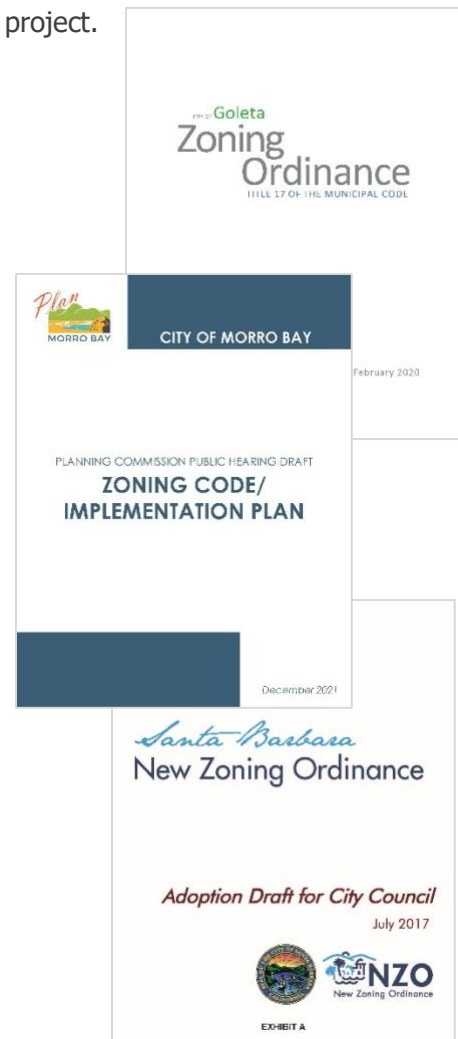 project.
CITY OF Goleta
Zoning
Ordinance
TITLE 17 OF THE MUNICIPAL CODE
February 2020
Plan
MORRO BAY
CITY OF MORRO BAY
PLANNING COMMISSION PUBLIC HEARING DRAFT
ZONING CODE/
IMPLEMENTATION PLAN
December 2021
Santa Barbara
New Zoning Ordinance
Adoption Draft for City Council
July 2017
NZO
New Zoning Ordinance
EXHIBIT A